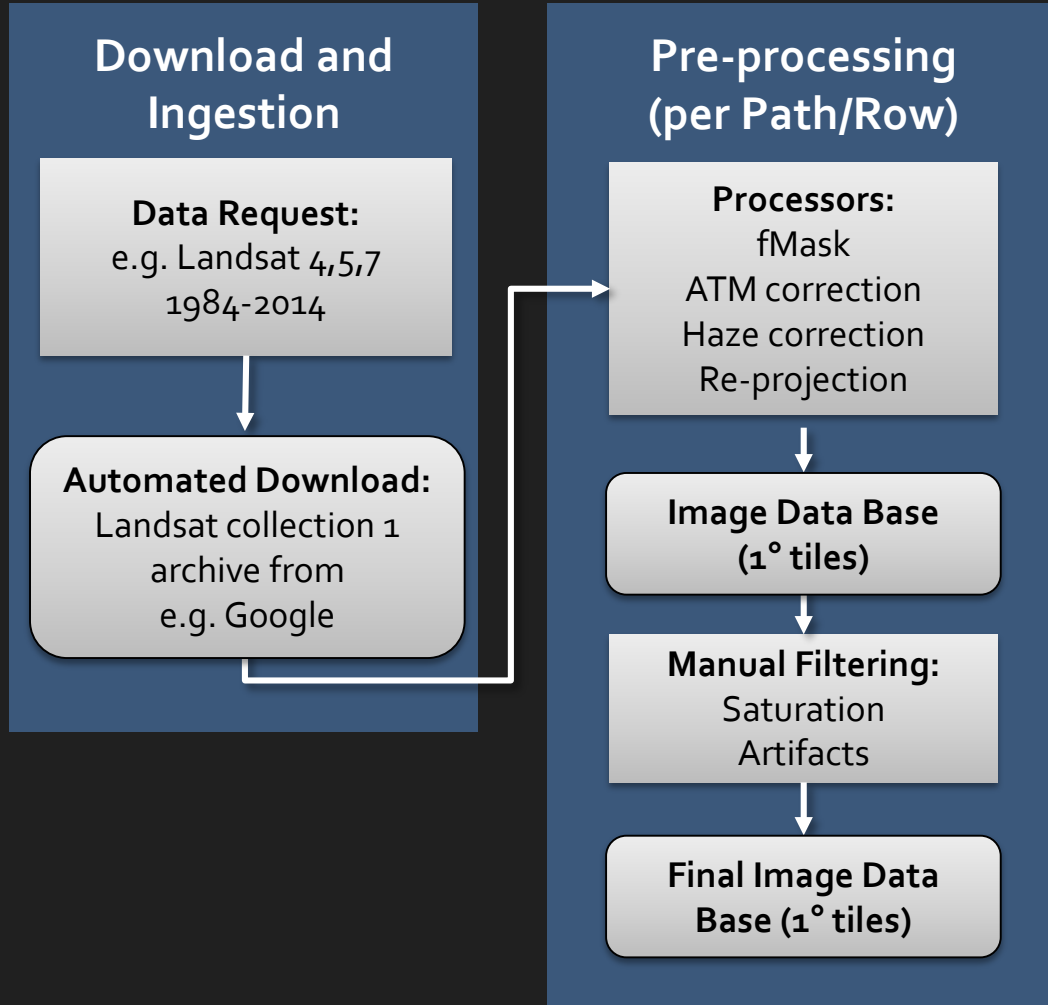 Download and
Ingestion
Data Request:
e.g. Landsat 4,5,7
1984-2014
Automated Download:
Landsat collection 1
archive from
e.g. Google
Pre-processing
(per Path/Row)
Processors:
fMask
ATM correction
Haze correction
Re-projection
Image Data Base
(1° tiles)
Manual Filtering:
Saturation
Artifacts
Final Image Data
Base (1° tiles)